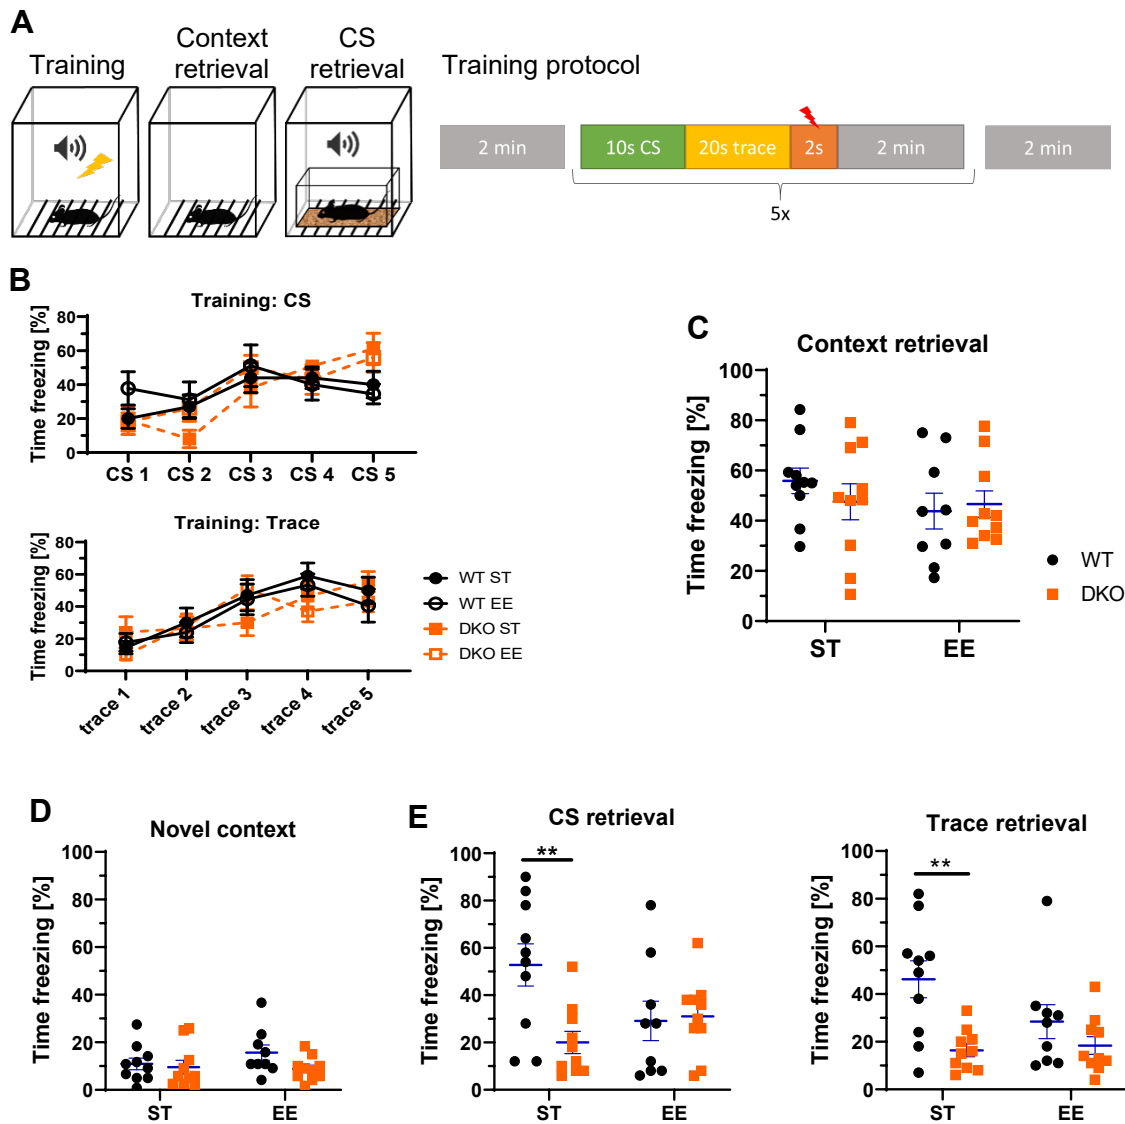 A
Training
Context
retrieval
CS
retrieval
Training protocol
2 min
10s CS
20s trace
2s
2 min
2 min
5x
B
Training: CS
Time freezing [%]
80
60
40
20
0
CS 1 CS 2 CS 3 CS 4 CS 5
Training: Trace
Time freezing [%]
80
60
40
20
0
trace 1 trace 2 trace 3 trace 4 trace 5
WT ST
WT EE
DKO ST
DKO EE
C
Context retrieval
Time freezing [%]
100
80
60
40
20
0
ST EE
WT
DKO
D
Novel context
Time freezing [%]
100
80
60
40
20
0
ST EE
E
CS retrieval
Time freezing [%]
100
80
60
40
20
0
**
ST EE
Trace retrieval
Time freezing [%]
100
80
60
40
20
0
**
ST EE